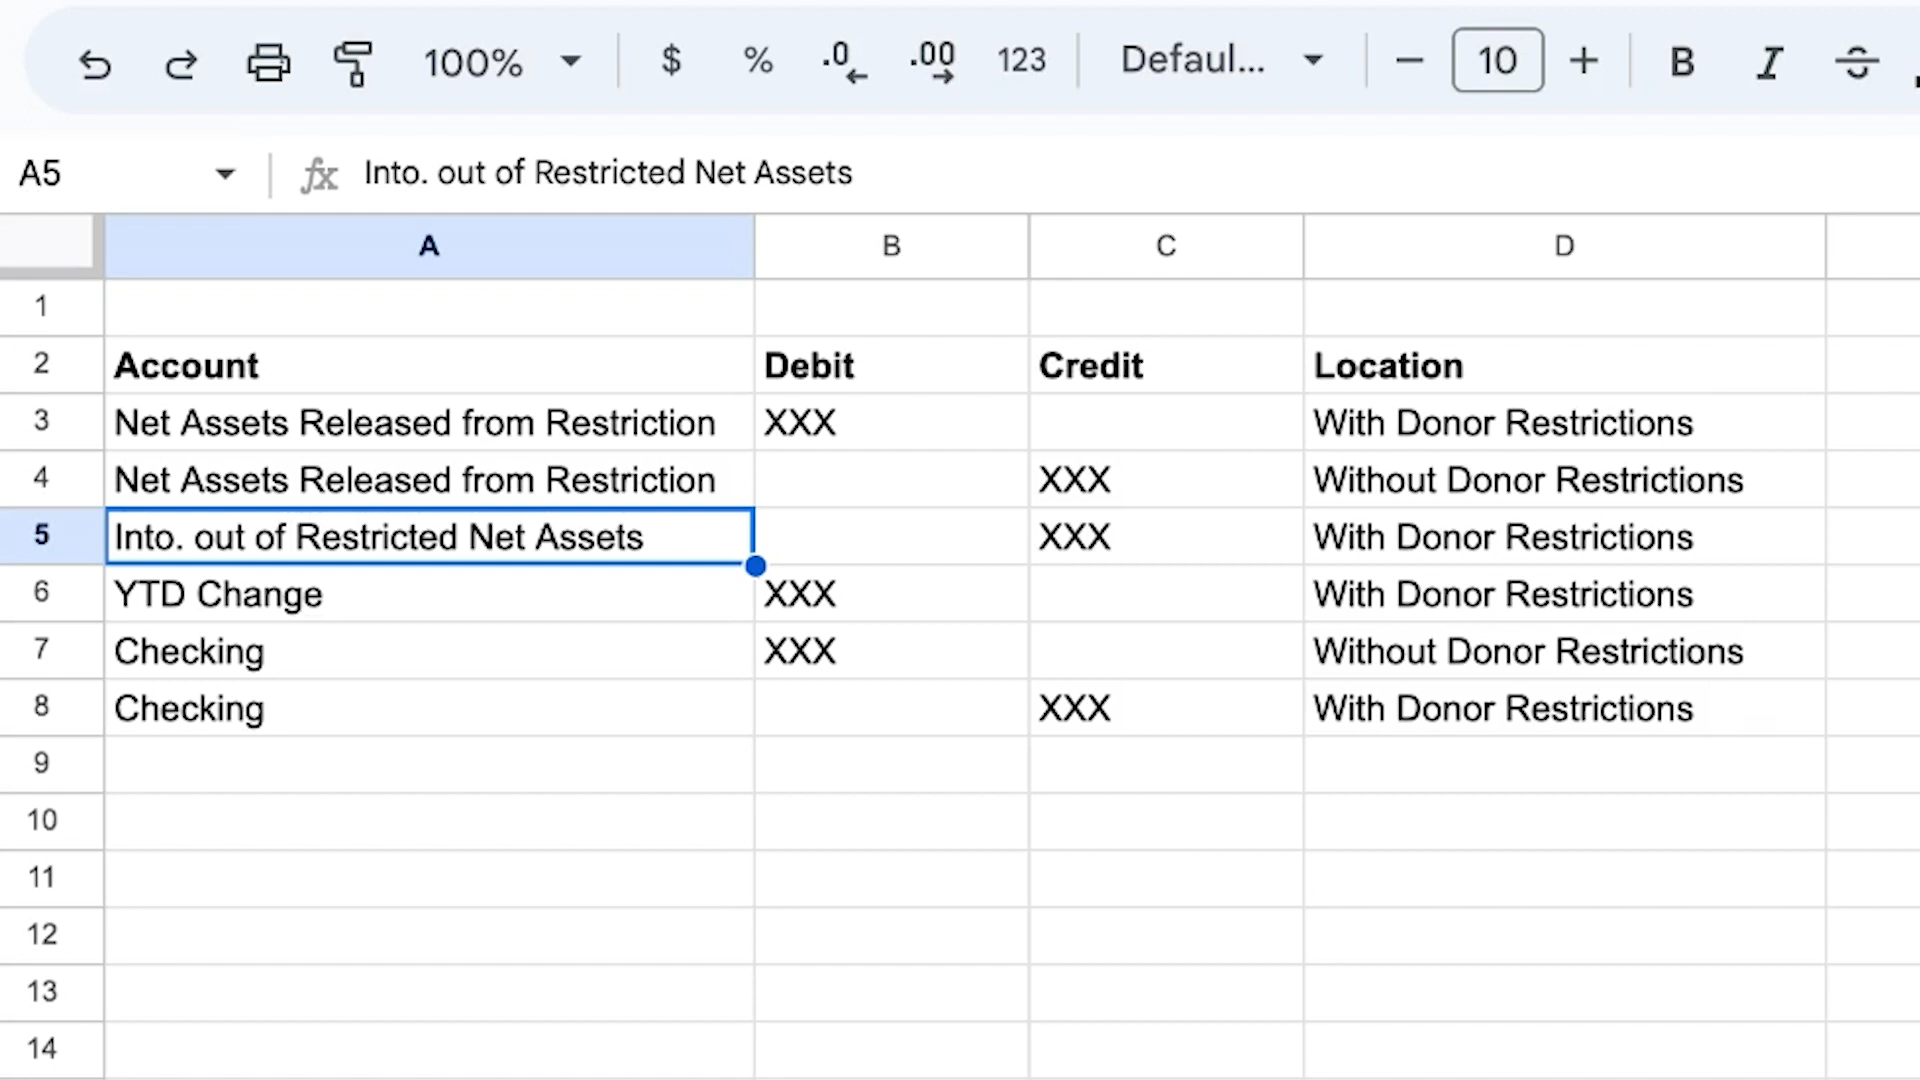 100% $ % .0 .00 123 Defaul... 10 B I
A5 fx Into. out of Restricted Net Assets
A B C D
1
2 Account Debit Credit Location
3 Net Assets Released from Restriction XXX With Donor Restrictions
4 Net Assets Released from Restriction XXX Without Donor Restrictions
5 Into. out of Restricted Net Assets XXX With Donor Restrictions
6 YTD Change XXX With Donor Restrictions
7 Checking XXX Without Donor Restrictions
8 Checking XXX With Donor Restrictions
9
10
11
12
13
14